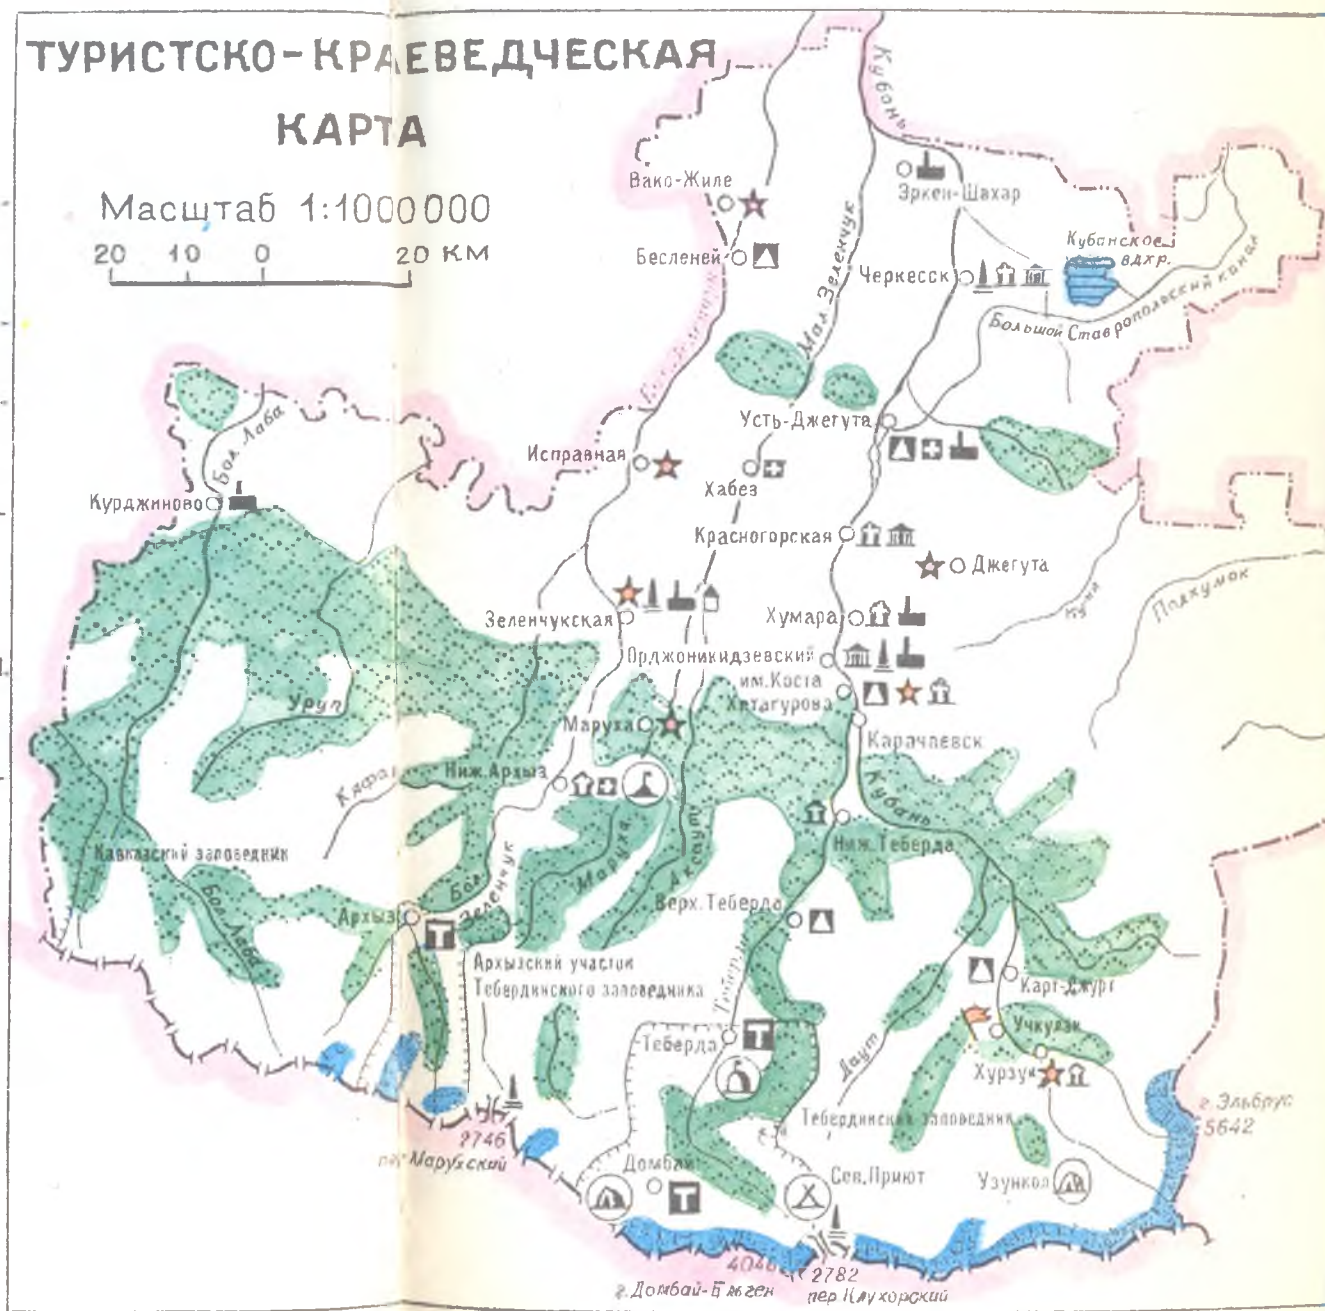 ТУРИСТСКО-КРАЕВЕДЧЕСКАЯ
КАРТА
Масштаб 1:1000000
20 10 0 20 КМ
Кубань
Вако-Жиле
Эркен-Шахар
Бесленей
Мал. Зеленчук
Черкесск
Кубанское
вдхр.
Большой Ставропольский канал
Бол. Лаба
Усть-Джегута
Исправная
Хабез
Курджиново
Красногорская
Джегута
Подкумок
Кума
Зеленчукская
Хумара
Орджоникидзевский
им. Коста
Хетагурова
Уруп
Маруха
Карачаевск
Кяфар
Ниж. Архыз
Кубань
Маруха
Аксаут
Ниж. Теберда
Кавказский заповедник
Бол. Лаба
Бол.
Зеленчук
Верх. Теберда
Архыз
Архызский участок
Тебердинского заповедника
Теберда
Карт-Джурт
Теберда
Даут
Учкулан
Хурзук
Тебердинский заповедник
г. Эльбрус
5642
2746
пер Марухский
Домбай
Сев. Приют
Узункол
4046
г. Домбай-Ёльген
2782
пер Клухорский